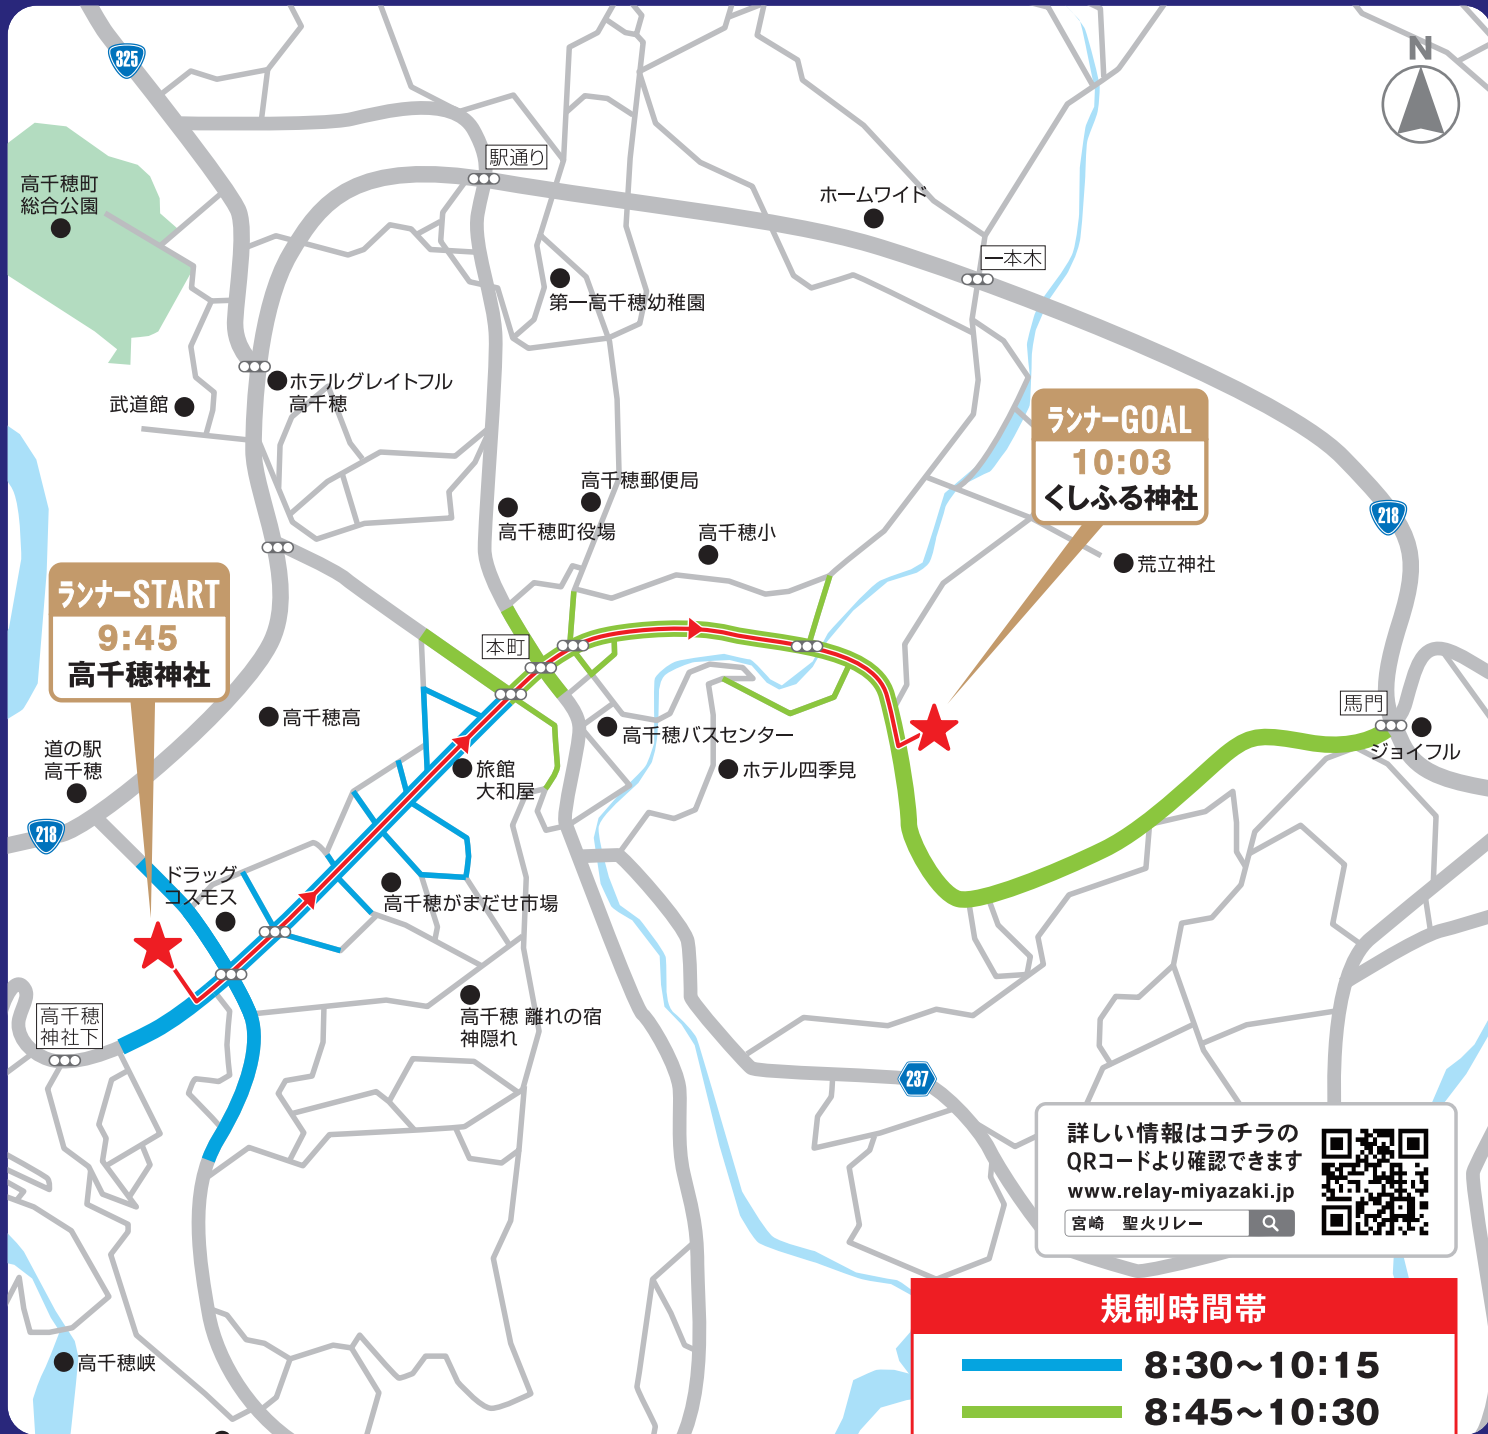 325
N
駅通り
高千穂町
総合公園
ホームワイド
一本木
第一高千穂幼稚園
ホテルグレイトフル
高千穂
武道館
ランナーGOAL
10:03
くしふる神社
高千穂郵便局
高千穂町役場
高千穂小
218
荒立神社
ランナーSTART
9:45
高千穂神社
本町
高千穂高
高千穂バスセンター
馬門
ジョイフル
道の駅
高千穂
旅館
大和屋
ホテル四季見
218
ドラッグ
コスモス
高千穂がまだせ市場
高千穂
神社下
高千穂 離れの宿
神隠れ
237
詳しい情報はコチラの
QRコードより確認できます
www.relay-miyazaki.jp
宮崎 聖火リレー
規制時間帯
8:30～10:15
8:45～10:30
高千穂峡